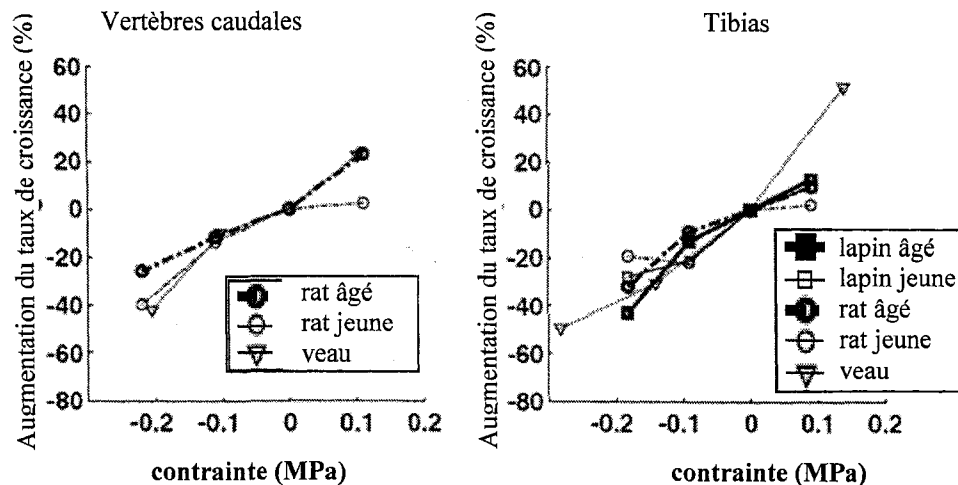 Vertèbres caudales
Augmentation du taux de croissance (%)
60
40
20
0
-20
-40
-60
-80
-0.2
-0.1
0
0.1
0.2
contrainte (MPa)
rat âgé
rat jeune
veau
Tibias
Augmentation du taux de croissance (%)
60
40
20
0
-20
-40
-60
-80
-0.2
-0.1
0
0.1
0.2
contrainte (MPa)
lapin âgé
lapin jeune
rat âgé
rat jeune
veau